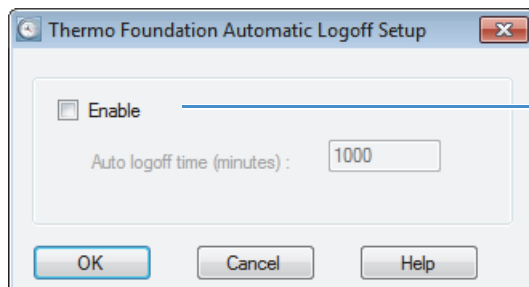 Thermo Foundation Automatic Logoff Setup
Enable
Auto logoff time (minutes) : 1000
OK Cancel Help